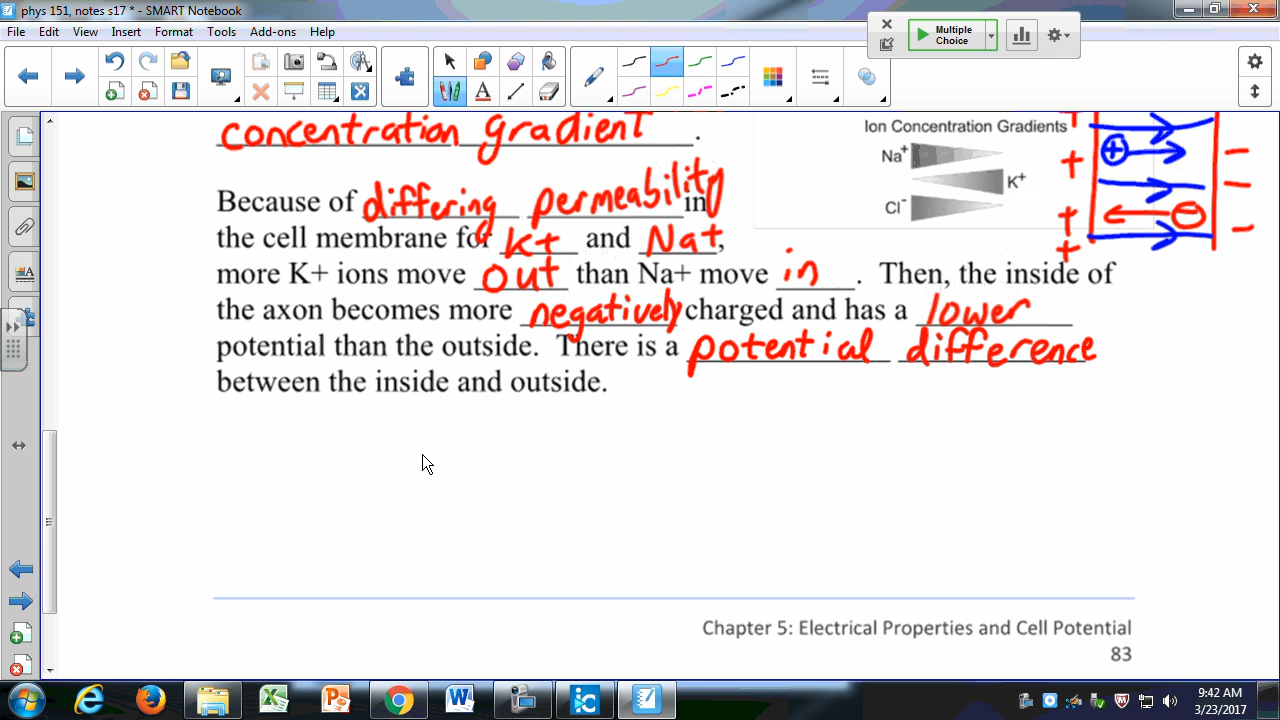 phys 151, notes s17 * - SMART Notebook
File Edit View Insert Format Tools Add-ons Help
Multiple
Choice
concentration gradient.
Ion Concentration Gradients
Na+
K+
Cl-
Because of differing permeability in
the cell membrane for K+ and Na+,
more K+ ions move out than Na+ move in. Then, the inside of
the axon becomes more negatively charged and has a lower
potential than the outside. There is a potential difference
between the inside and outside.
Chapter 5: Electrical Properties and Cell Potential
83
9:42 AM
3/23/2017